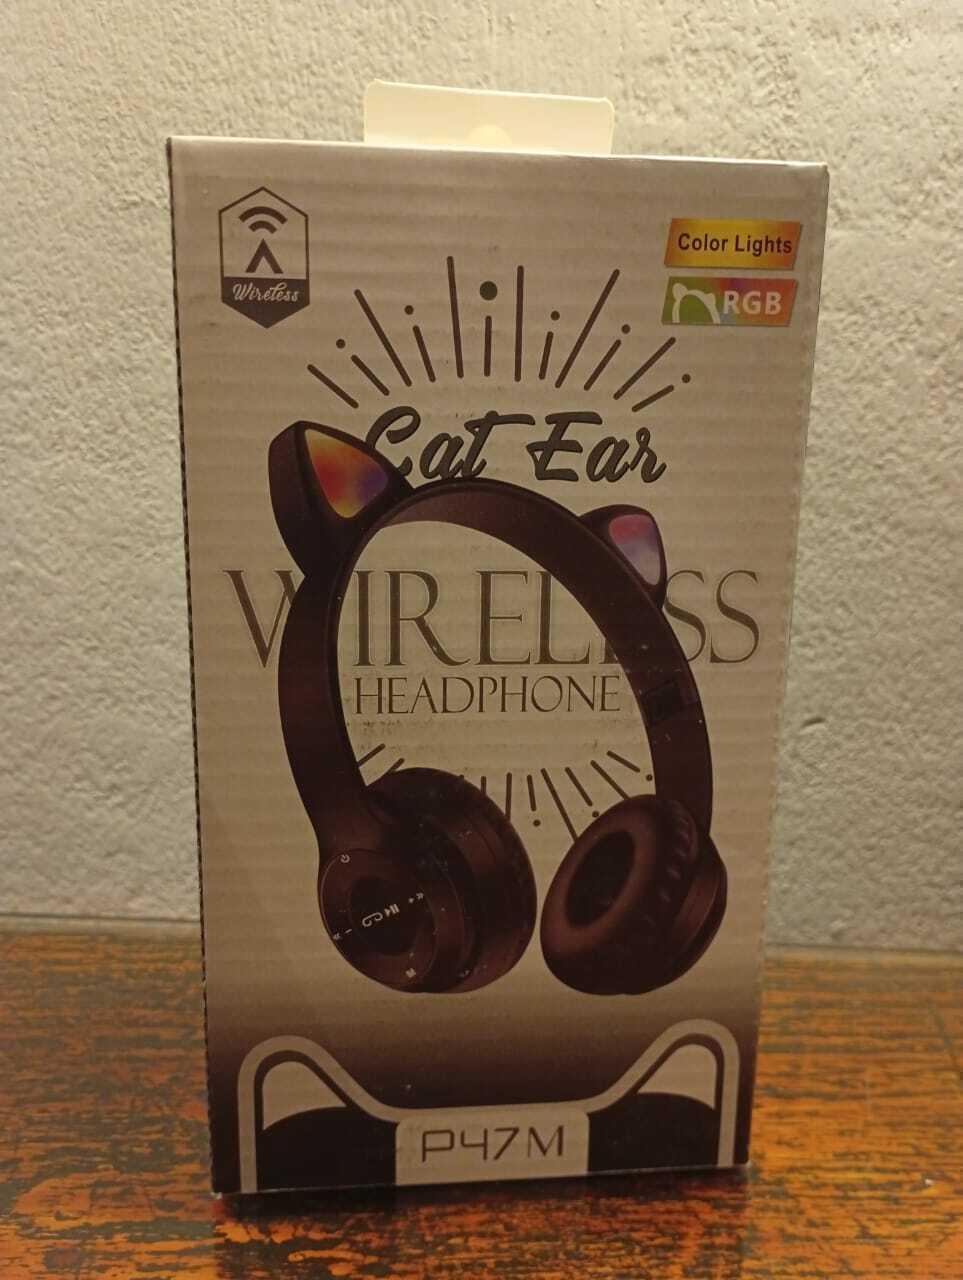 Wireless
Color Lights
RGB
Cat Ear
WIRELESS
HEADPHONE
M
P47M